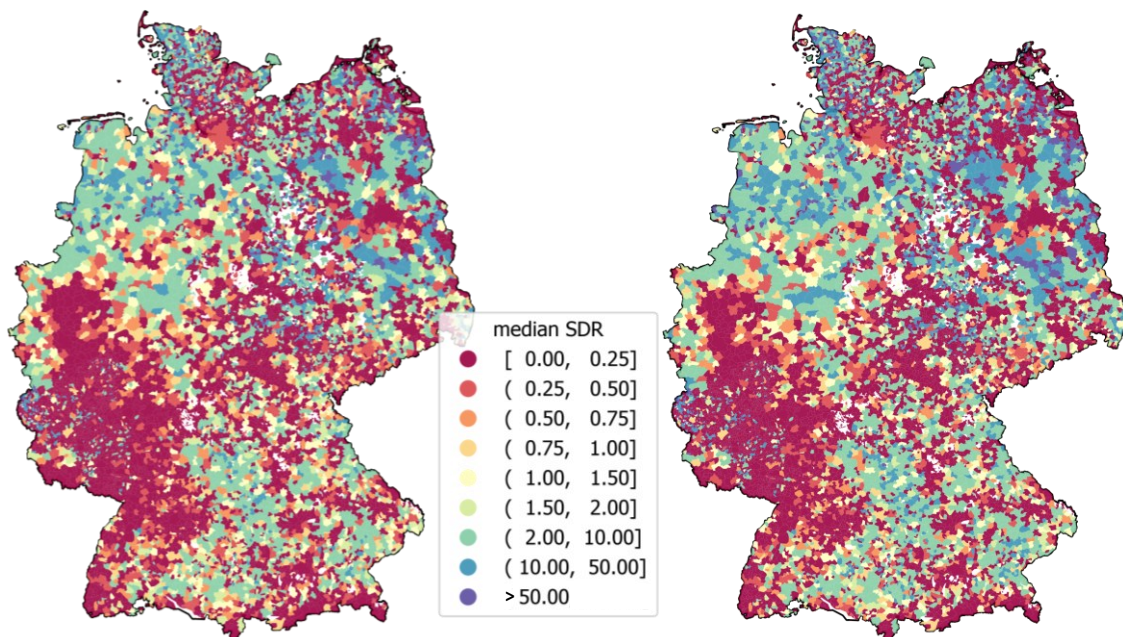 median SDR
[ 0.00, 0.25]
( 0.25, 0.50]
( 0.50, 0.75]
( 0.75, 1.00]
( 1.00, 1.50]
( 1.50, 2.00]
( 2.00, 10.00]
( 10.00, 50.00]
> 50.00